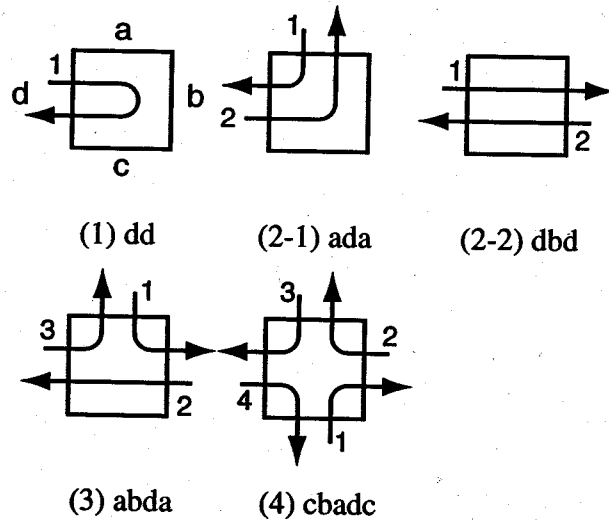 a
1
d
b
c
1
2
1
2
(1) dd
(2-1) ada
(2-2) dbd
1
3
2
3
2
4
1
(3) abda
(4) cbadc